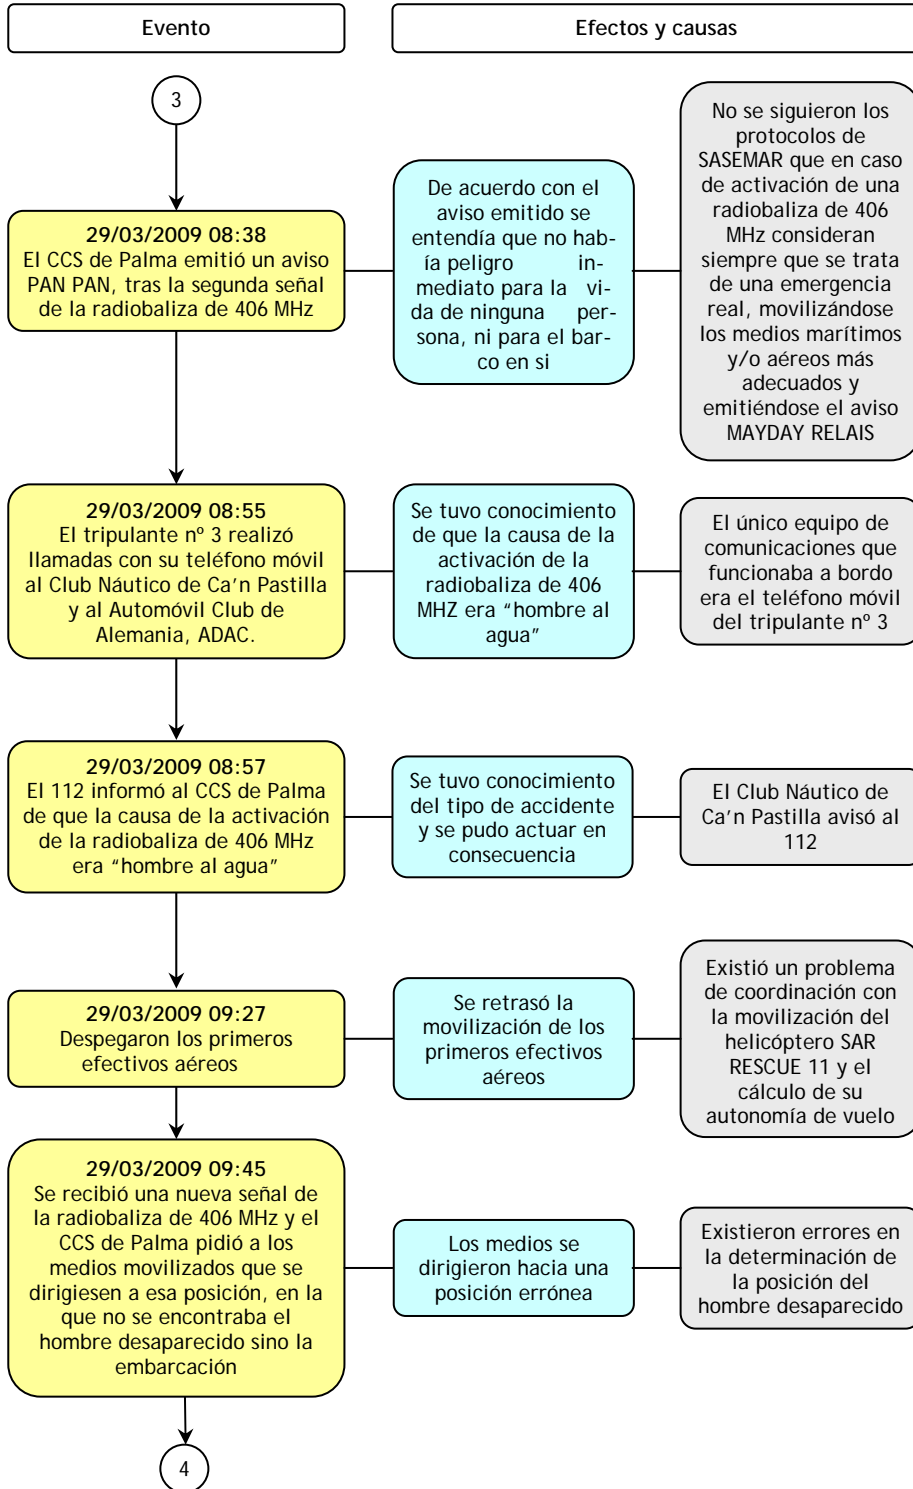 Evento
Efectos y causas
3
29/03/2009 08:38
El CCS de Palma emitió un aviso
PAN PAN, tras la segunda señal
de la radiobaliza de 406 MHz
De acuerdo con el
aviso emitido se
entendía que no hab-
ía peligro in-
mediato para la vi-
da de ninguna per-
sona, ni para el bar-
co en si
No se siguieron los
protocolos de
SASEMAR que en caso
de activación de una
radiobaliza de 406
MHz consideran
siempre que se trata
de una emergencia
real, movilizándose
los medios marítimos
y/o aéreos más
adecuados y
emitiéndose el aviso
MAYDAY RELAIS
29/03/2009 08:55
El tripulante nº 3 realizó
llamadas con su teléfono móvil
al Club Náutico de Ca’n Pastilla
y al Automóvil Club de
Alemania, ADAC.
Se tuvo conocimiento
de que la causa de la
activación de la
radiobaliza de 406
MHZ era “hombre al
agua”
El único equipo de
comunicaciones que
funcionaba a bordo
era el teléfono móvil
del tripulante nº 3
29/03/2009 08:57
El 112 informó al CCS de Palma
de que la causa de la activación
de la radiobaliza de 406 MHz
era “hombre al agua”
Se tuvo conocimiento
del tipo de accidente
y se pudo actuar en
consecuencia
El Club Náutico de
Ca’n Pastilla avisó al
112
29/03/2009 09:27
Despegaron los primeros
efectivos aéreos
Se retrasó la
movilización de los
primeros efectivos
aéreos
Existió un problema
de coordinación con
la movilización del
helicóptero SAR
RESCUE 11 y el
cálculo de su
autonomía de vuelo
29/03/2009 09:45
Se recibió una nueva señal de
la radiobaliza de 406 MHz y el
CCS de Palma pidió a los
medios movilizados que se
dirigiesen a esa posición, en la
que no se encontraba el
hombre desaparecido sino la
embarcación
Los medios se
dirigieron hacia una
posición errónea
Existieron errores en
la determinación de
la posición del
hombre desaparecido
4